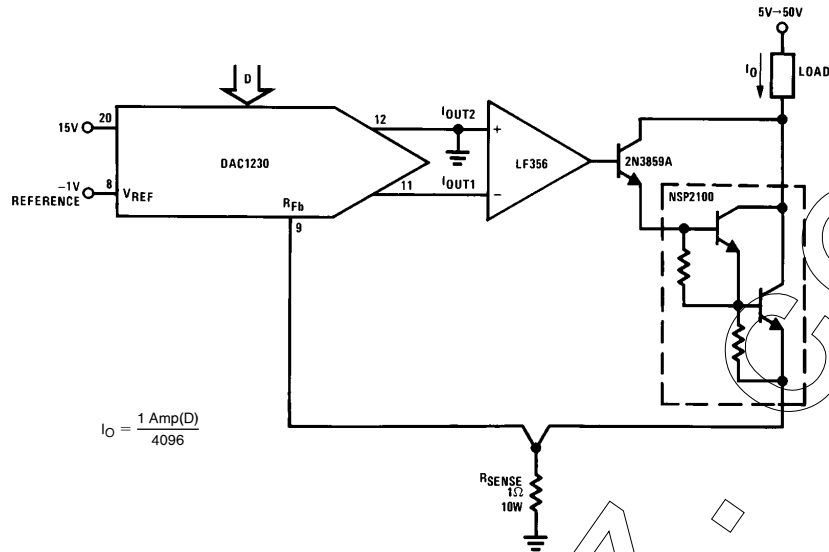 5V→50V
D
I_O
LOAD
20
12
I_OUT2
15V
+
2N3859A
DAC1230
LF356
-1V
REFERENCE
8
V_REF
11
I_OUT1
−
NSP2100
R_Fb
9
I_O = 1 Amp(D) / 4096
R_SENSE
1Ω
10W